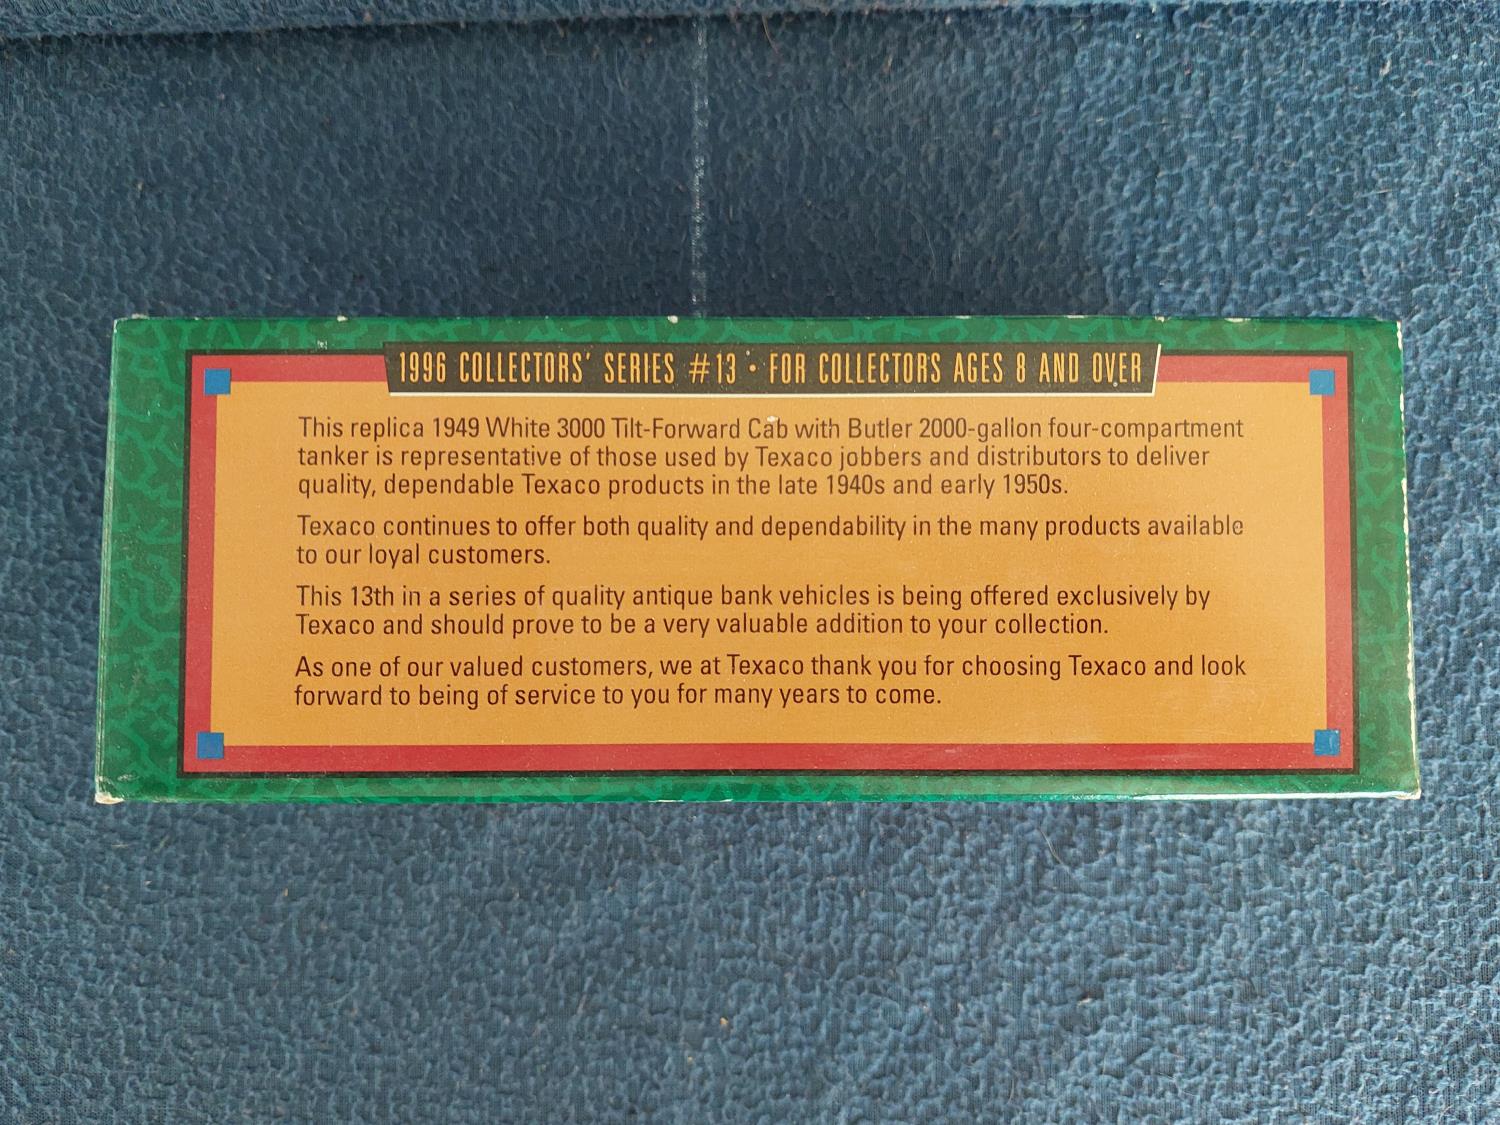 1996 COLLECTORS' SERIES #13 • FOR COLLECTORS AGES 8 AND OVER
This replica 1949 White 3000 Tilt-Forward Cab with Butler 2000-gallon four-compartment
tanker is representative of those used by Texaco jobbers and distributors to deliver
quality, dependable Texaco products in the late 1940s and early 1950s.
Texaco continues to offer both quality and dependability in the many products available
to our loyal customers.
This 13th in a series of quality antique bank vehicles is being offered exclusively by
Texaco and should prove to be a very valuable addition to your collection.
As one of our valued customers, we at Texaco thank you for choosing Texaco and look
forward to being of service to you for many years to come.